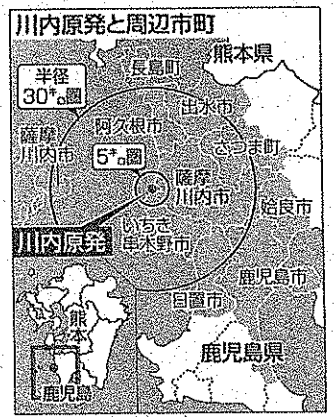 川内原発と周辺市町
熊本県
長島町
半径
30㌔圏
出水市
阿久根市
さつま町
薩摩
川内市
5㌔圏
薩摩
川内市
姶良市
川内原発
いちき
串木野市
鹿児島市
日置市
熊本
鹿児島県
鹿児島